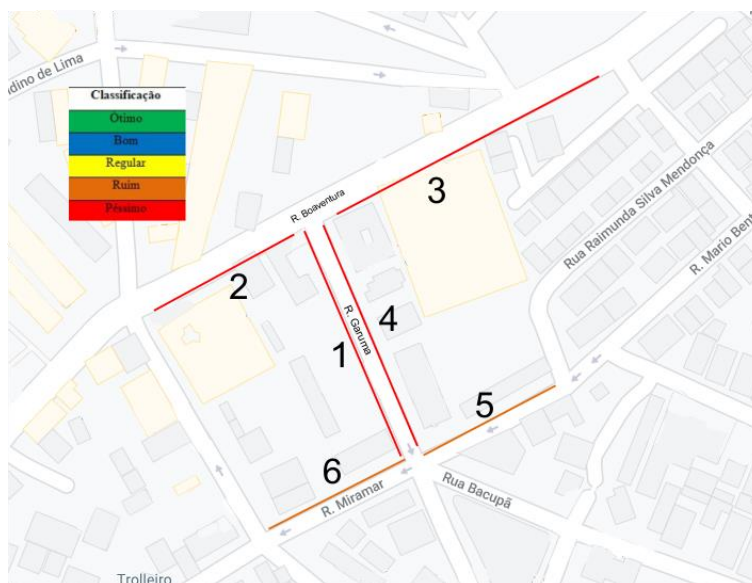 dino de Lima
Classificação
Ótimo
Bom
Regular
Ruim
Péssimo
R. Boaventura
3
Rua Raimunda Silva Mendonça
R. Mario Bent
2
R. Garuma
4
1
5
6
R. Miramar
Rua Bacupã
Trolleiro